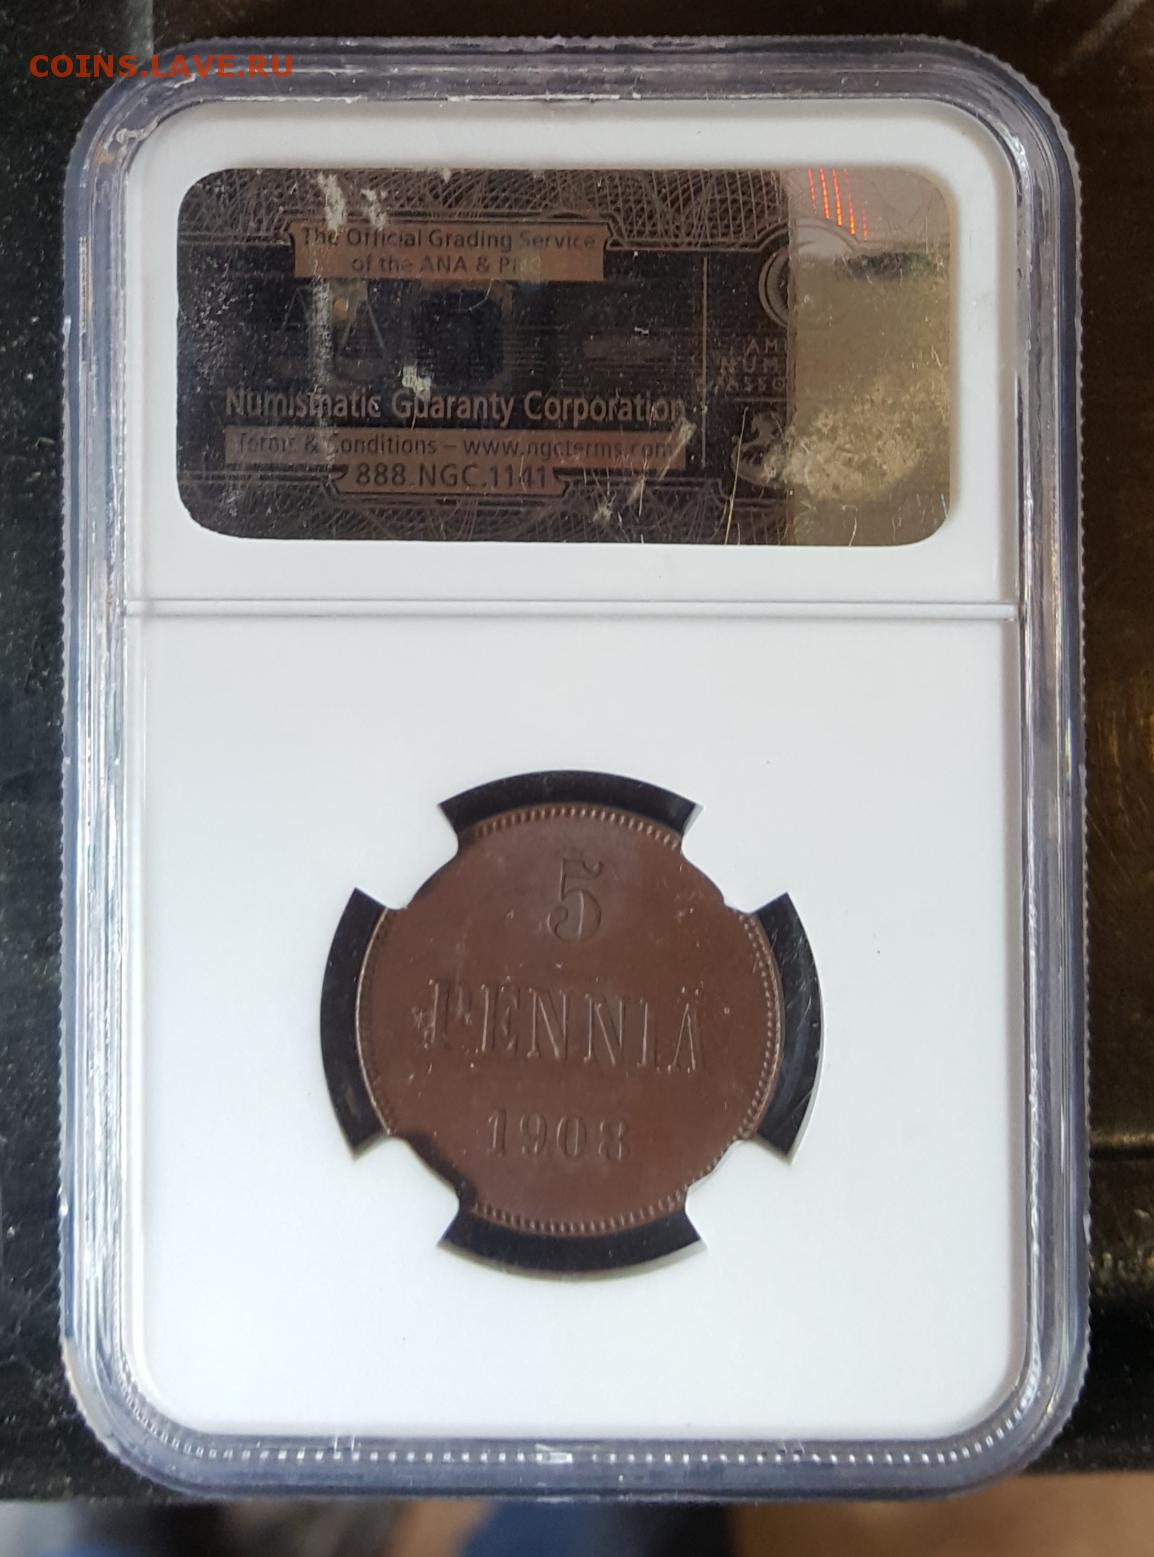 COINS.LAVE.RU
The Official Grading Service
of the ANA &
Numismatic Guaranty Corporation
Terms & Conditions – www.ngcterms.com
888.NGC.1141
5
PENNIÄ
1908